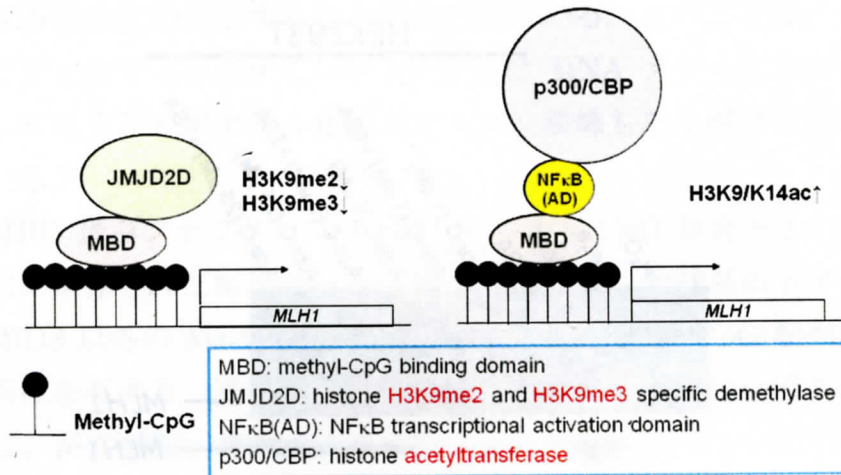 p300/CBP
JMJD2D
H3K9me2↓
H3K9me3↓
NFκB
(AD)
H3K9/K14ac↑
MBD
MBD
MLH1
MLH1
Methyl-CpG
MBD: methyl-CpG binding domain
JMJD2D: histone H3K9me2 and H3K9me3 specific demethylase
NFκB(AD): NFκB transcriptional activation domain
p300/CBP: histone acetyltransferase